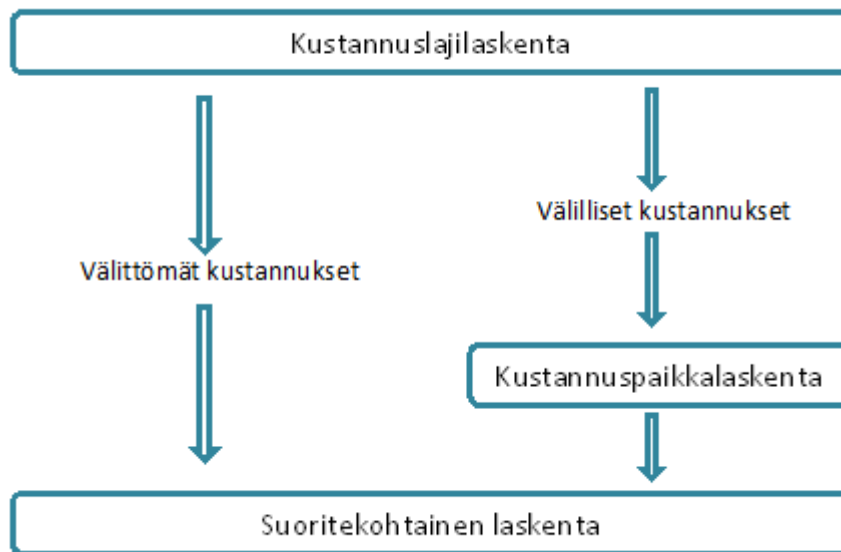 Kustannuslajilaskenta
Välilliset kustannukset
Välittömät kustannukset
Kustannuspaikkalaskenta
Suoritekohtainen laskenta